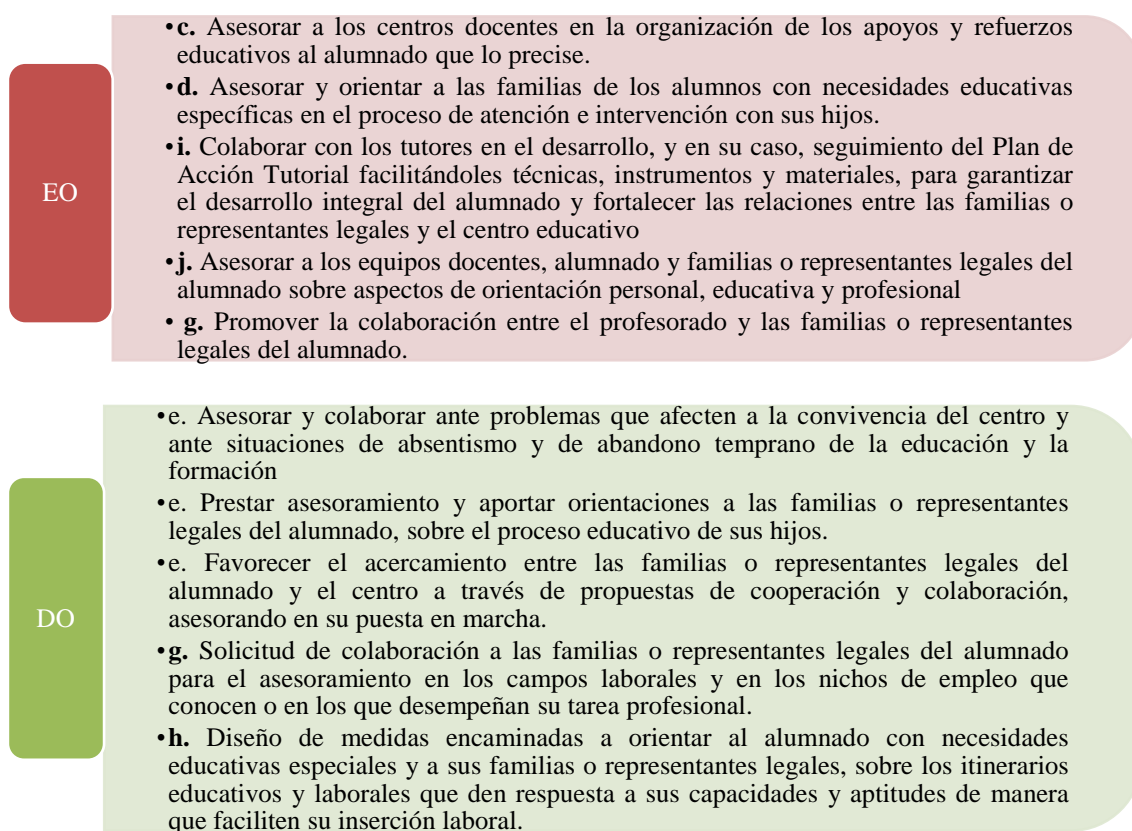 •c. Asesorar a los centros docentes en la organización de los apoyos y refuerzos
educativos al alumnado que lo precise.
•d. Asesorar y orientar a las familias de los alumnos con necesidades educativas
específicas en el proceso de atención e intervención con sus hijos.
•i. Colaborar con los tutores en el desarrollo, y en su caso, seguimiento del Plan de
Acción Tutorial facilitándoles técnicas, instrumentos y materiales, para garantizar
el desarrollo integral del alumnado y fortalecer las relaciones entre las familias o
representantes legales y el centro educativo
•j. Asesorar a los equipos docentes, alumnado y familias o representantes legales del
alumnado sobre aspectos de orientación personal, educativa y profesional
• g. Promover la colaboración entre el profesorado y las familias o representantes
legales del alumnado.
EO
•e. Asesorar y colaborar ante problemas que afecten a la convivencia del centro y
ante situaciones de absentismo y de abandono temprano de la educación y la
formación
•e. Prestar asesoramiento y aportar orientaciones a las familias o representantes
legales del alumnado, sobre el proceso educativo de sus hijos.
•e. Favorecer el acercamiento entre las familias o representantes legales del
alumnado y el centro a través de propuestas de cooperación y colaboración,
asesorando en su puesta en marcha.
•g. Solicitud de colaboración a las familias o representantes legales del alumnado
para el asesoramiento en los campos laborales y en los nichos de empleo que
conocen o en los que desempeñan su tarea profesional.
•h. Diseño de medidas encaminadas a orientar al alumnado con necesidades
educativas especiales y a sus familias o representantes legales, sobre los itinerarios
educativos y laborales que den respuesta a sus capacidades y aptitudes de manera
que faciliten su inserción laboral.
DO